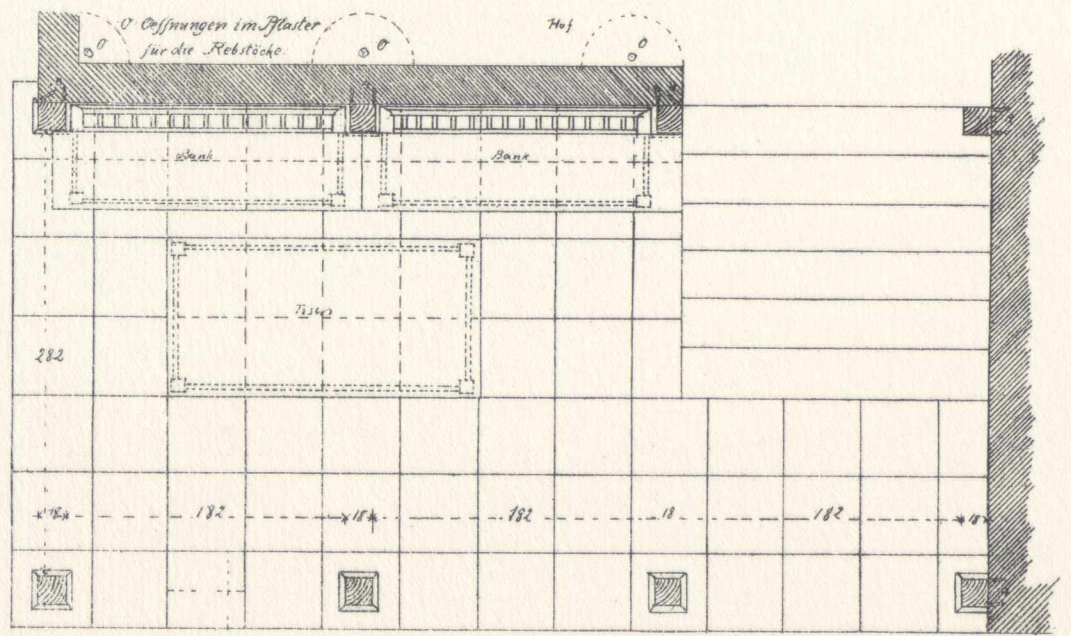 O Oeffnungen im Pflaster
für die Rebstöcke.
Hof
O
O
O
Bank
Bank
Tisch
282
18
182
18
182
18
182
18